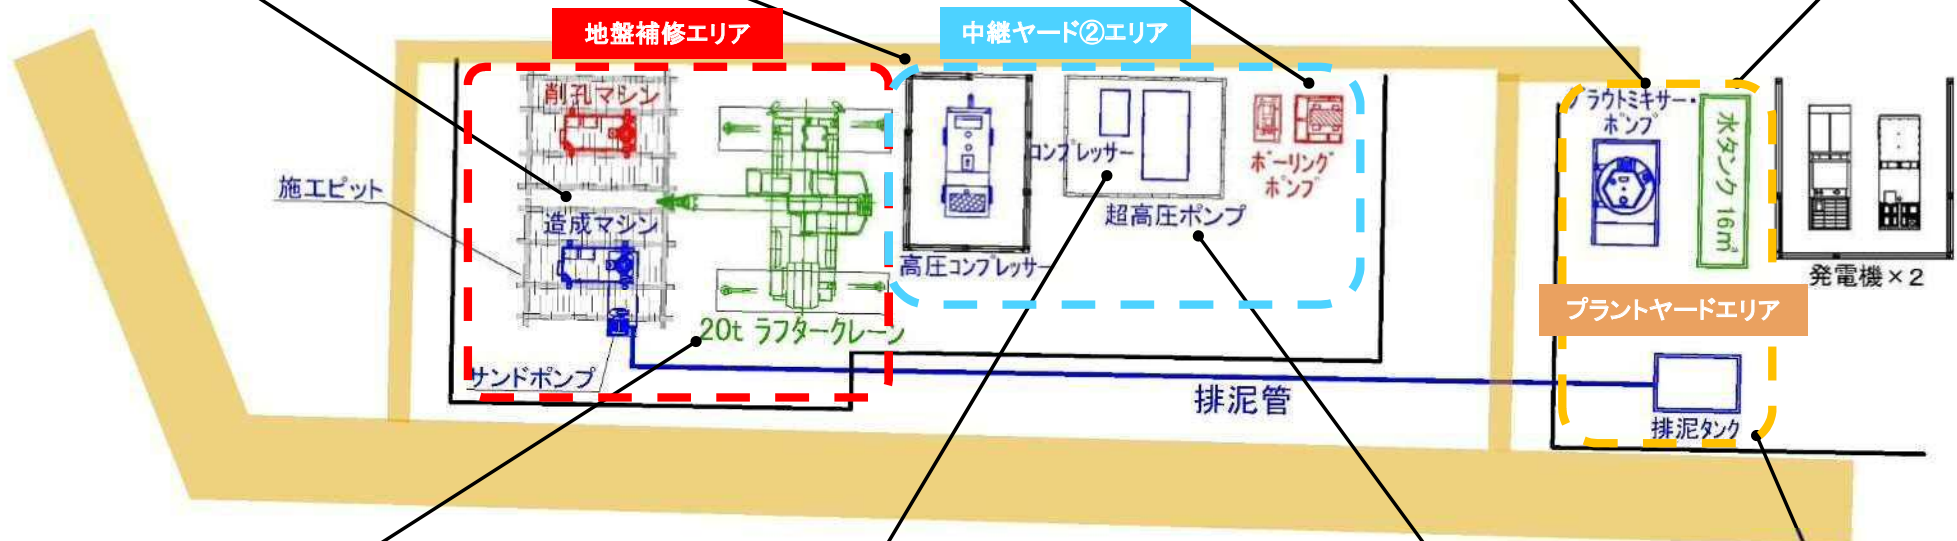 地盤補修エリア
中継ヤード②エリア
削孔マシン
施工ピット
造成マシン
20t ラフタークレーン
サンドポンプ
高圧コンプレッサー
コンプレッサー
超高圧ポンプ
ボーリング
ポンプ
グラウトミキサー・
ポンプ
水タンク 16㎥
発電機×2
プラントヤードエリア
排泥管
排泥タンク